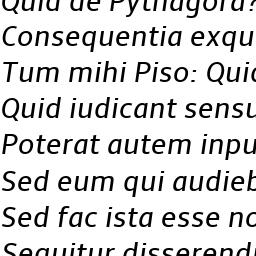 Quid de Pythagora?
Consequentia exqu
Tum mihi Piso: Quid
Quid iudicant sensu
Poterat autem inpu
Sed eum qui audieb
Sed fac ista esse no
Sequitur disserendi